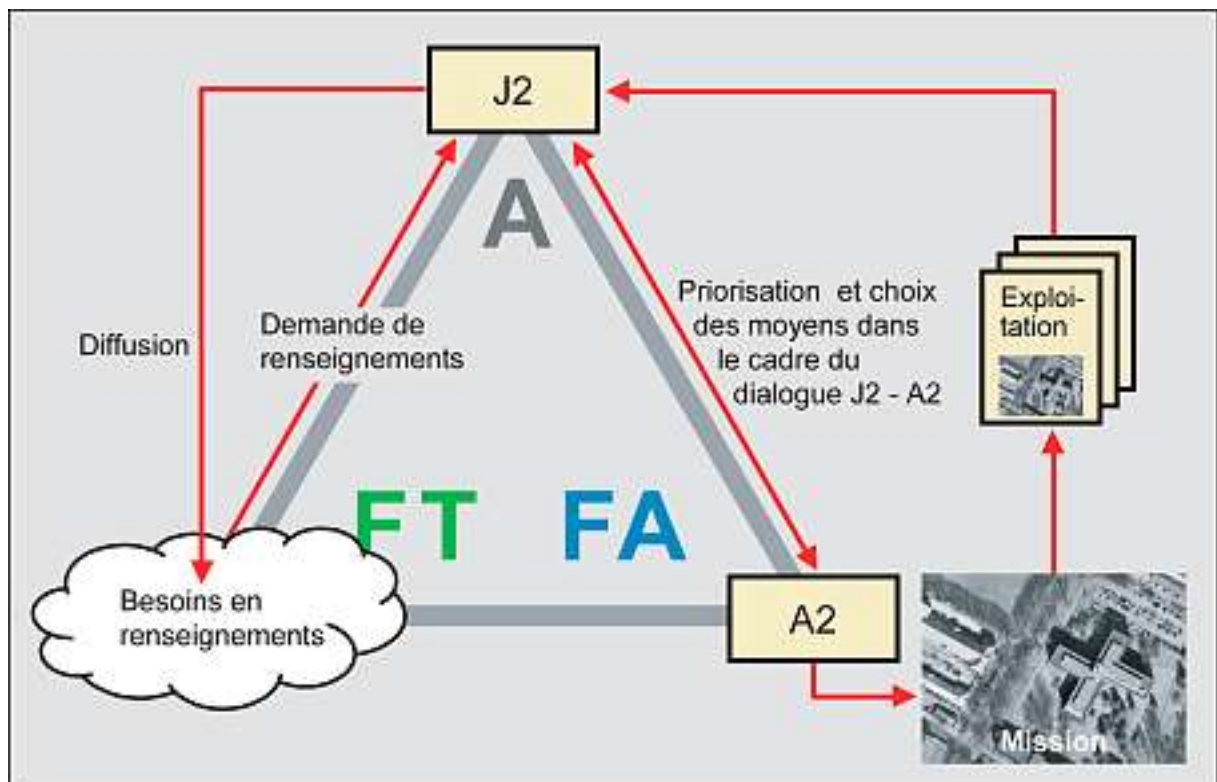 J2
A
Diffusion
Demande de
renseignements
Priorisation et choix
des moyens dans
le cadre du
dialogue J2 - A2
Exploi-
tation
FT
FA
Besoins en
renseignements
A2
Mission